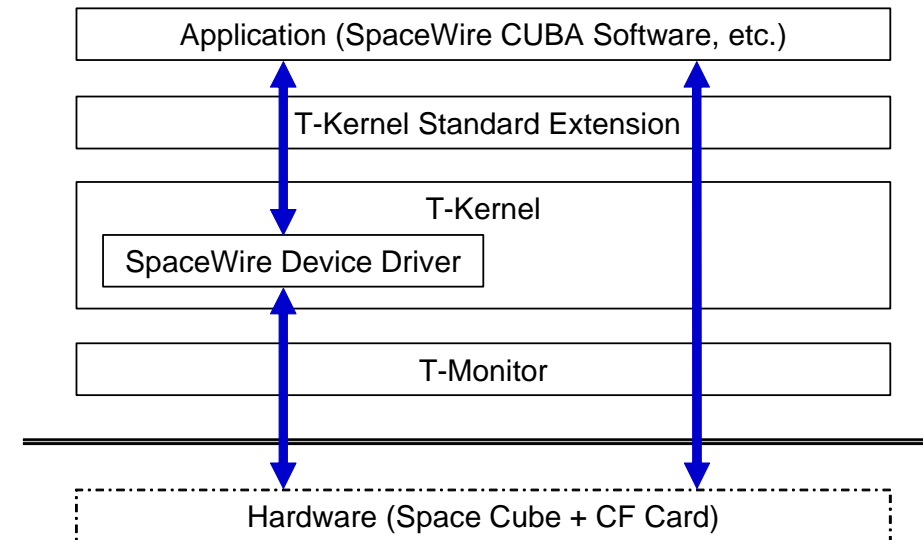 Application (SpaceWire CUBA Software, etc.)
T-Kernel Standard Extension
T-Kernel
SpaceWire Device Driver
T-Monitor
Hardware (Space Cube + CF Card)